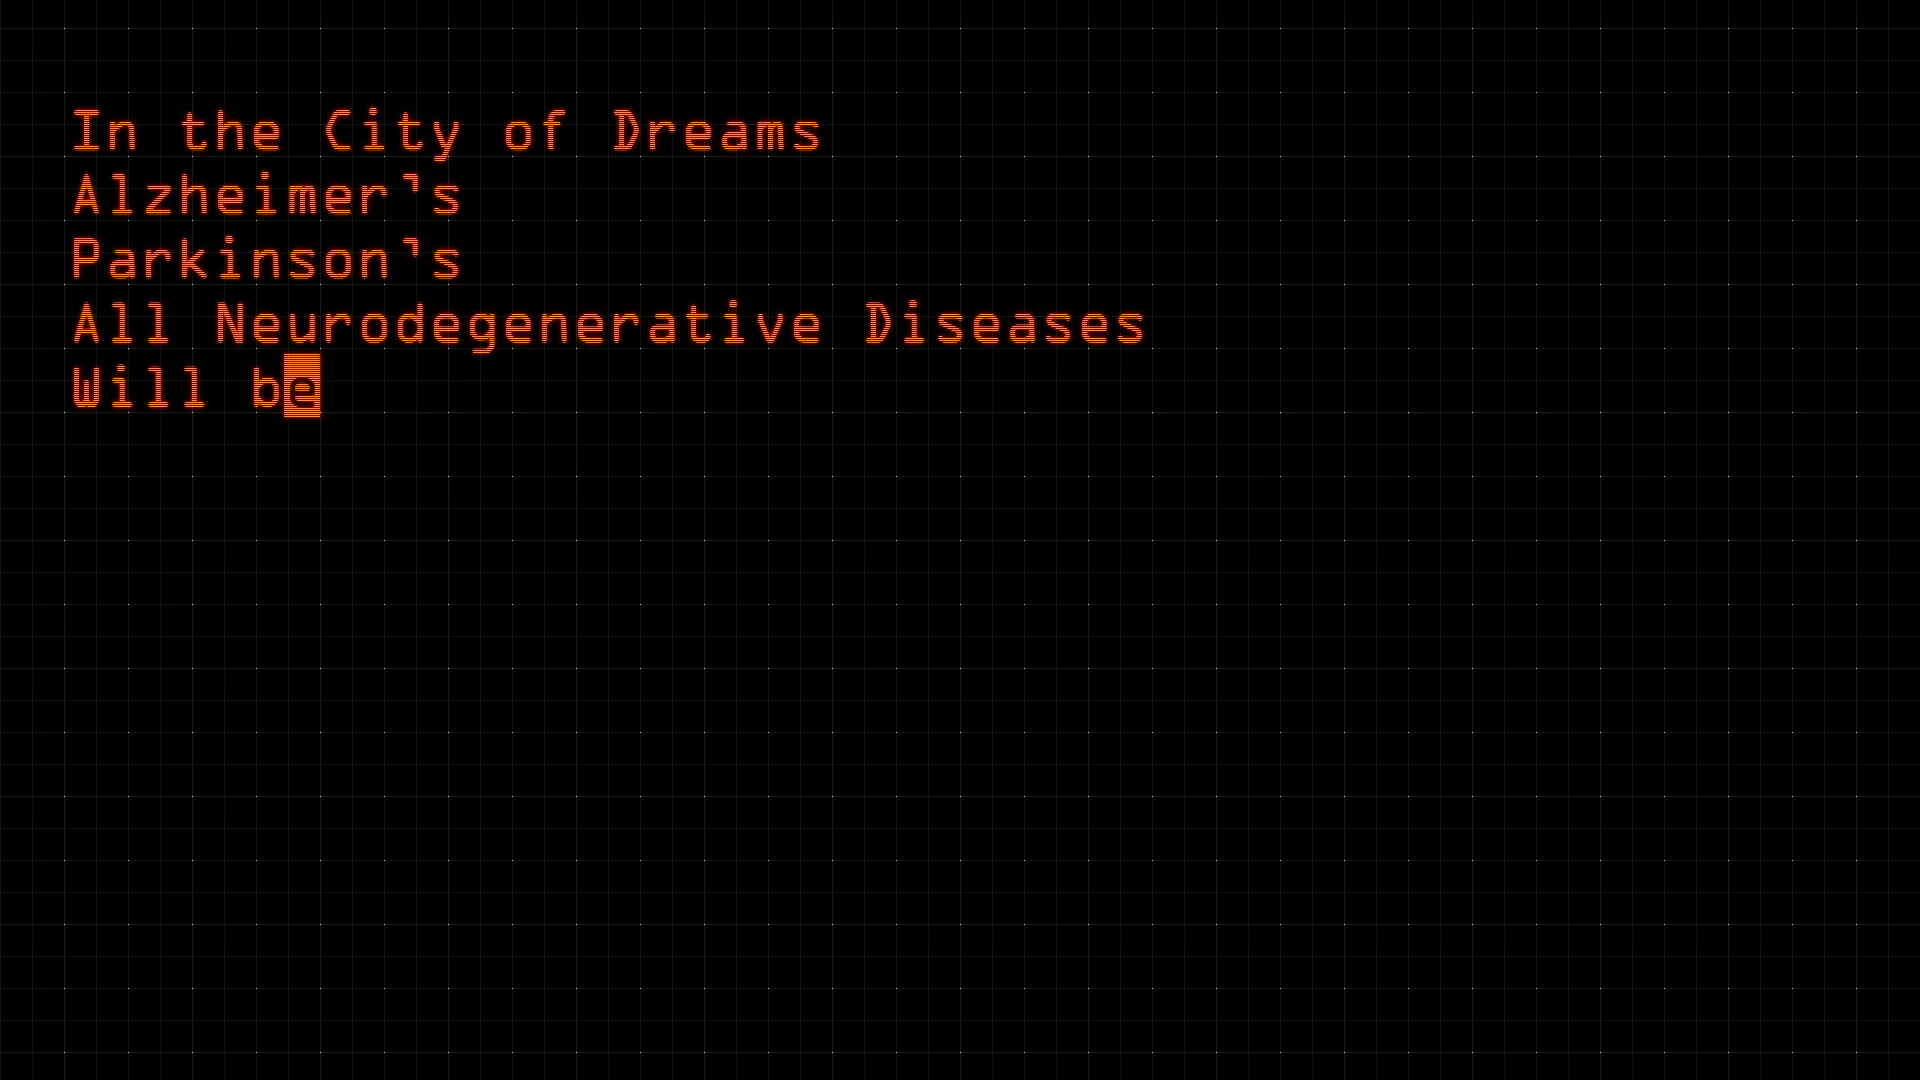 In the City of Dreams
Alzheimer's
Parkinson's
All Neurodegenerative Diseases
Will be